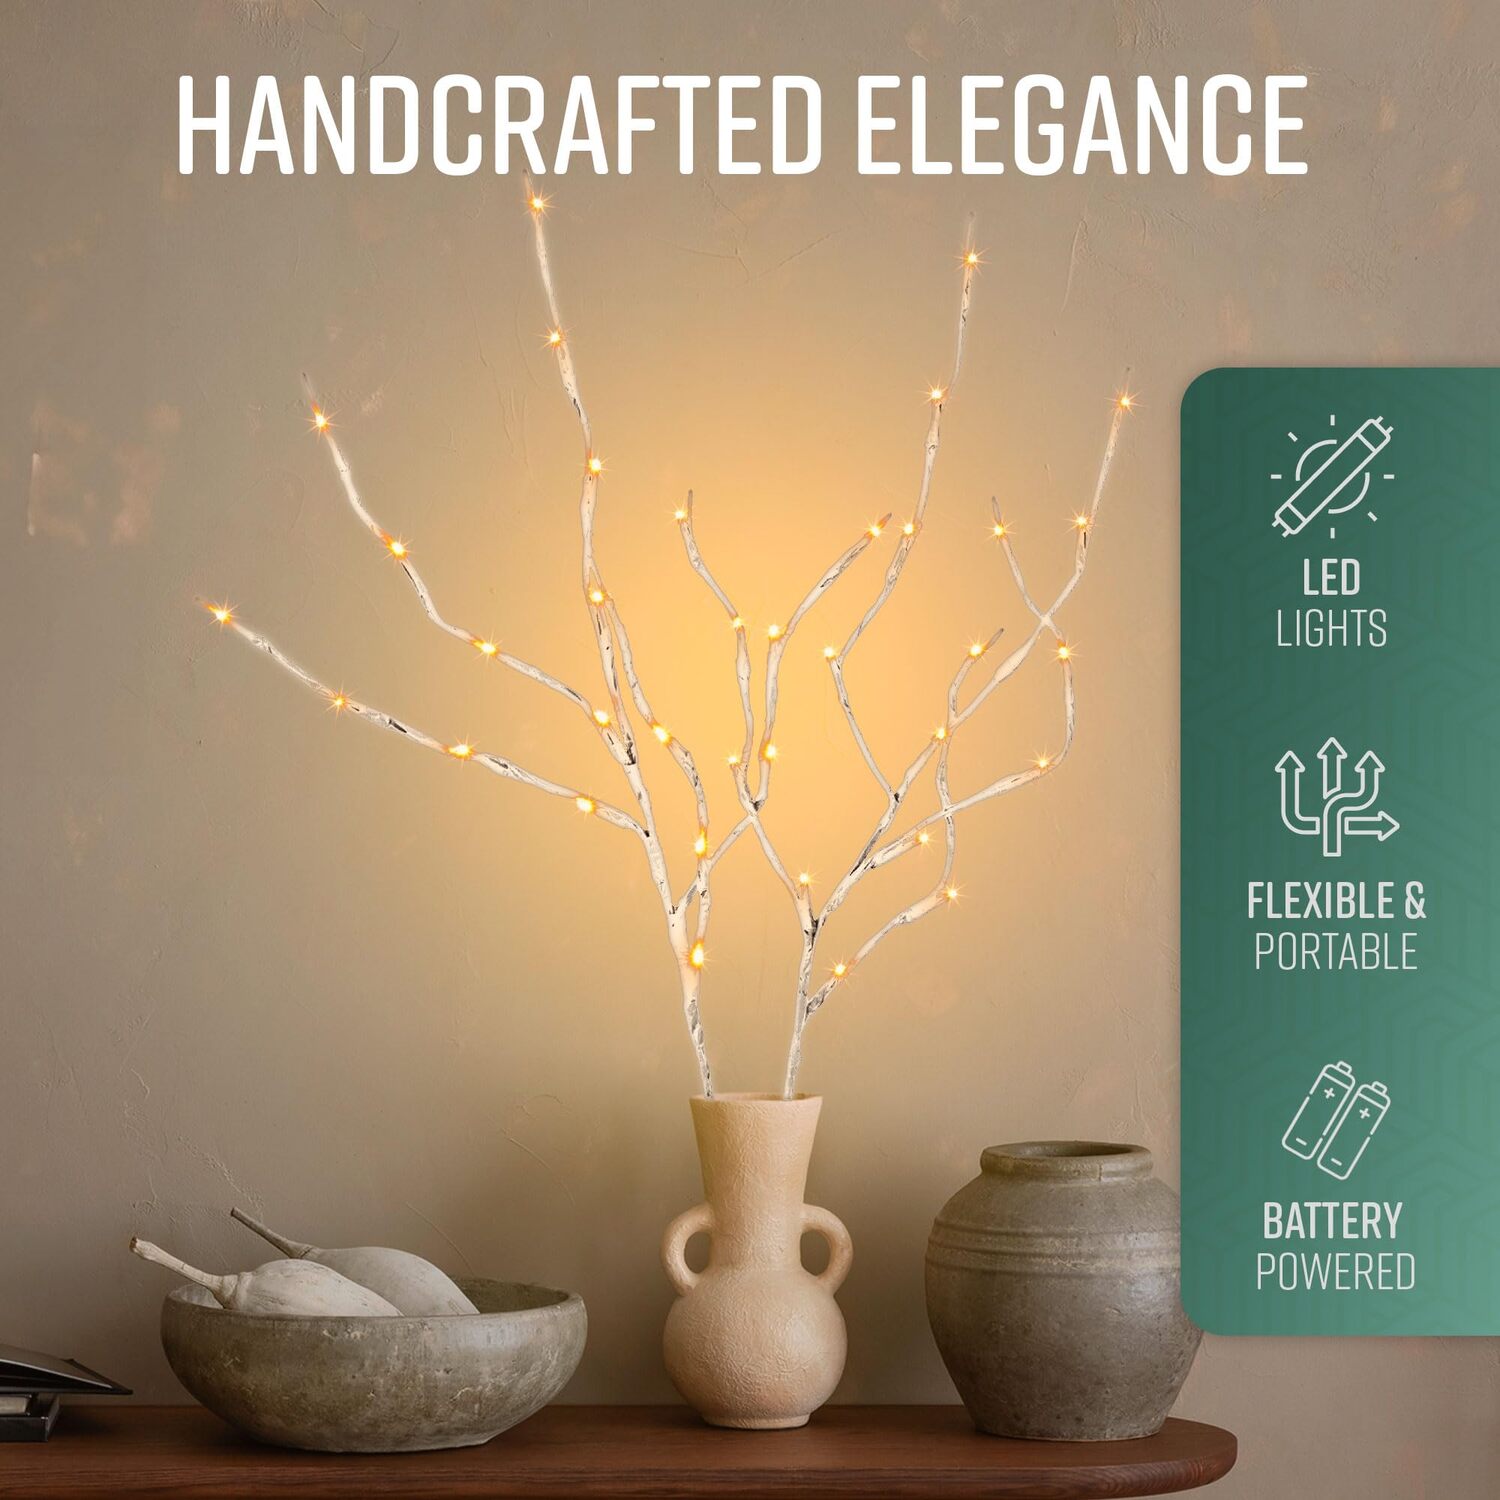 HANDCRAFTED ELEGANCE
LED
LIGHTS
FLEXIBLE &
PORTABLE
BATTERY
POWERED